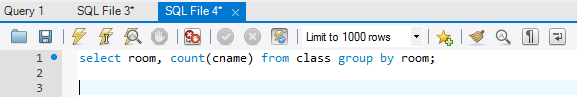 Query 1 SQL File 3* SQL File 4* ×
Limit to 1000 rows
1 select room, count(cname) from class group by room;
2
3